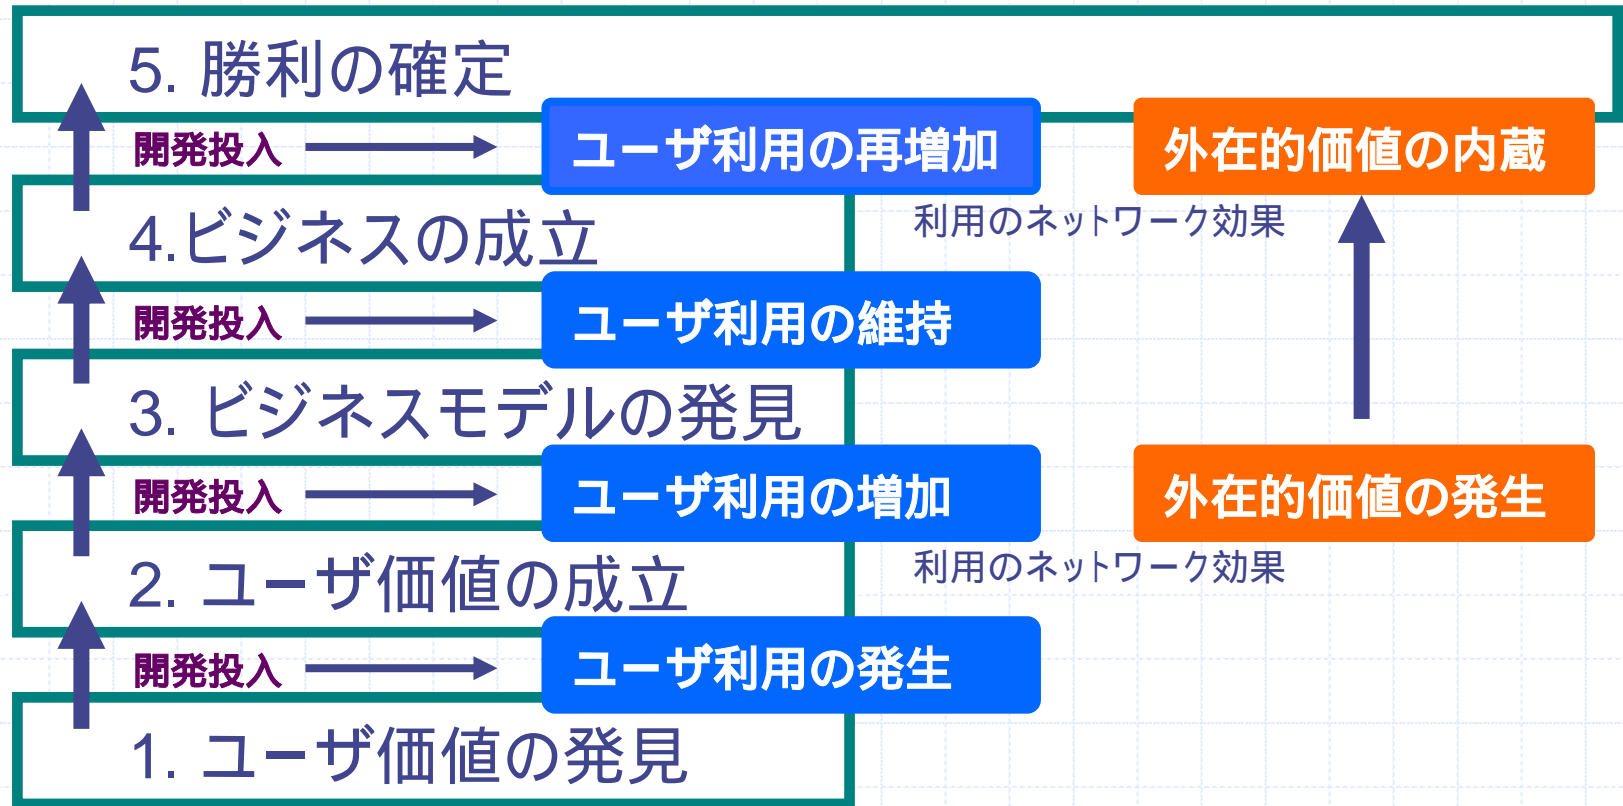 5. 勝利の確定
開発投入
ユーザ利用の再増加
外在的価値の内蔵
4.ビジネスの成立
利用のネットワーク効果
開発投入
ユーザ利用の維持
3. ビジネスモデルの発見
開発投入
ユーザ利用の増加
外在的価値の発生
2. ユーザ価値の成立
利用のネットワーク効果
開発投入
ユーザ利用の発生
1. ユーザ価値の発見